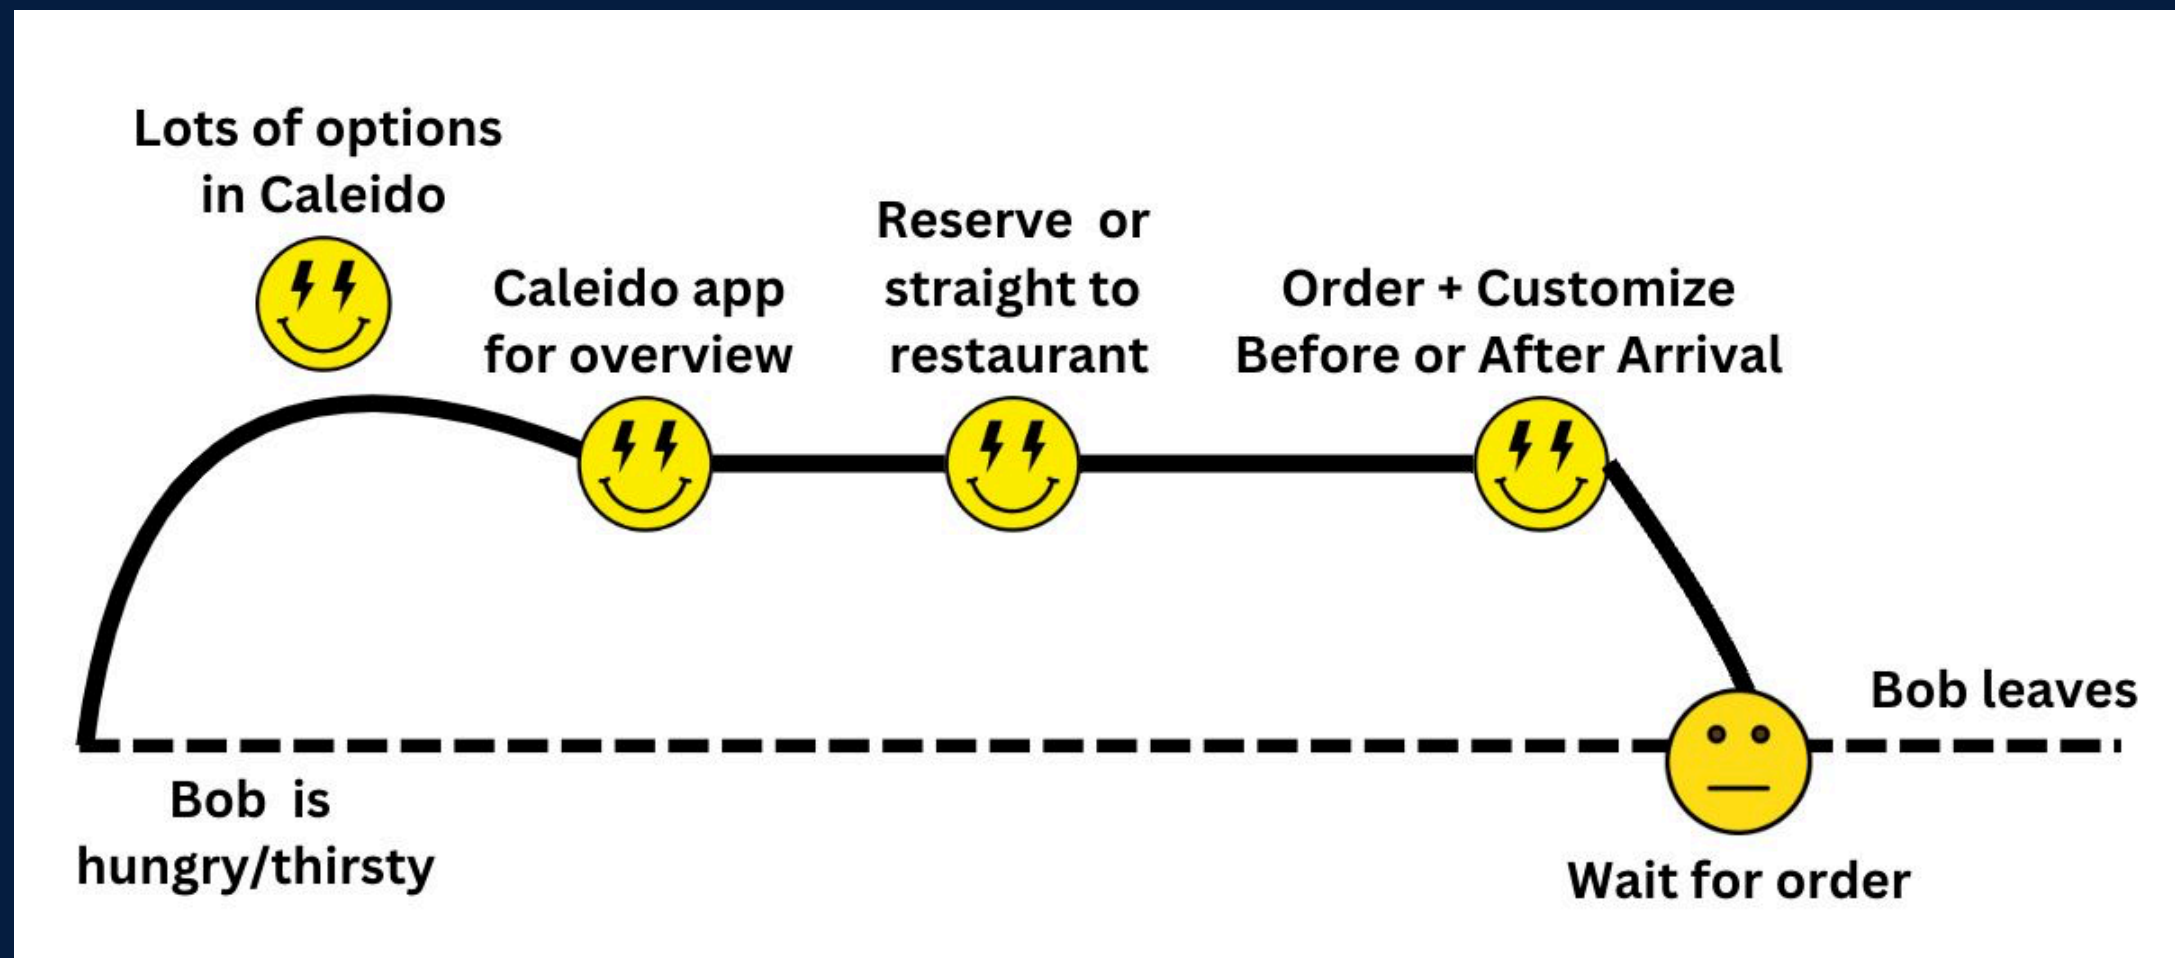 Lots of options
in Caleido
Caleido app
for overview
Reserve or
straight to
restaurant
Order + Customize
Before or After Arrival
Bob leaves
Bob is
hungry/thirsty
Wait for order